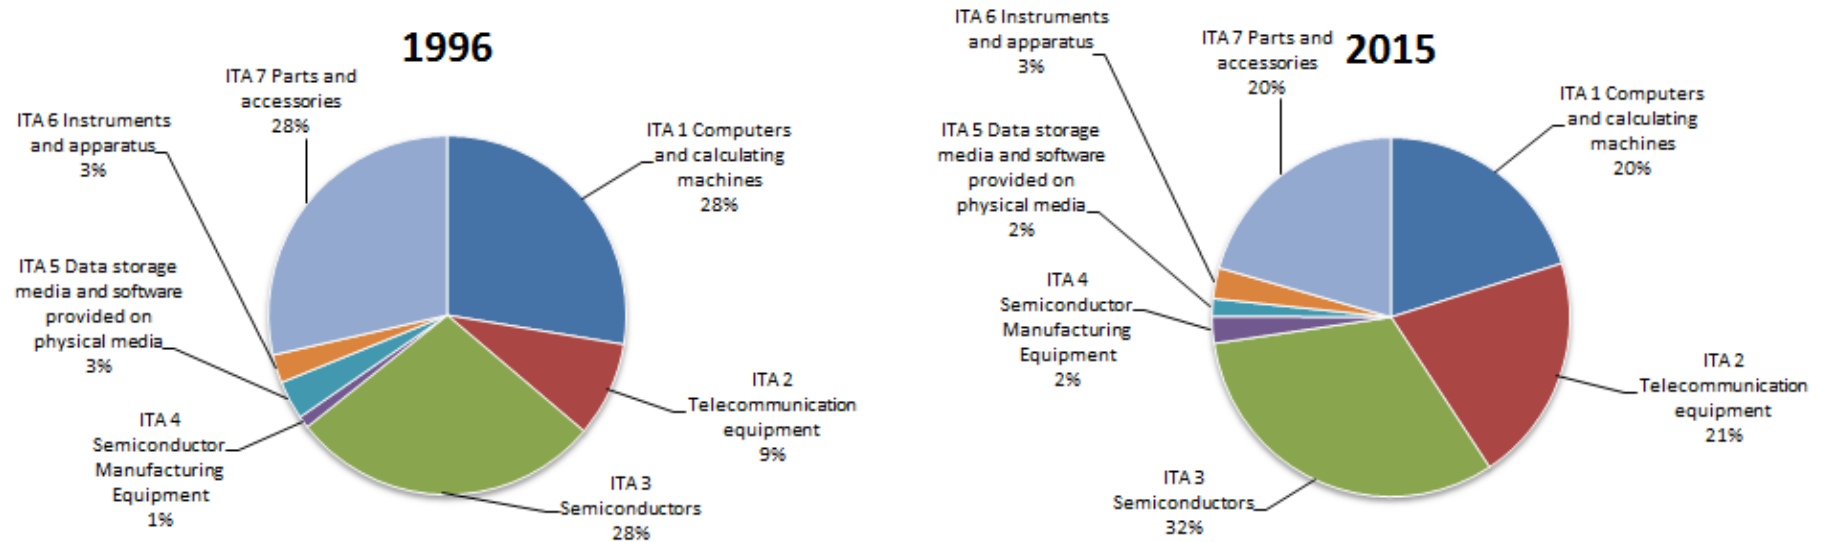 1996
ITA 7 Parts and
accessories
28%
ITA 6 Instruments
and apparatus
3%
ITA 1 Computers
and calculating
machines
28%
ITA 5 Data storage
media and software
provided on
physical media
3%
ITA 4
Semiconductor
Manufacturing
Equipment
1%
ITA 2
Telecommunication
equipment
9%
ITA 3
Semiconductors
28%
2015
ITA 6 Instruments
and apparatus
3%
ITA 7 Parts and
accessories
20%
ITA 1 Computers
and calculating
machines
20%
ITA 5 Data storage
media and software
provided on
physical media
2%
ITA 4
Semiconductor
Manufacturing
Equipment
2%
ITA 2
Telecommunication
equipment
21%
ITA 3
Semiconductors
32%